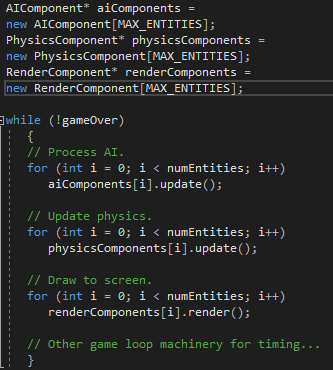 AIComponent* aiComponents =
new AIComponent[MAX_ENTITIES];
PhysicsComponent* physicsComponents =
new PhysicsComponent[MAX_ENTITIES];
RenderComponent* renderComponents =
new RenderComponent[MAX_ENTITIES];

while (!gameOver)
{
// Process AI.
for (int i = 0; i < numEntities; i++)
aiComponents[i].update();

// Update physics.
for (int i = 0; i < numEntities; i++)
physicsComponents[i].update();

// Draw to screen.
for (int i = 0; i < numEntities; i++)
renderComponents[i].render();

// Other game loop machinery for timing...
}